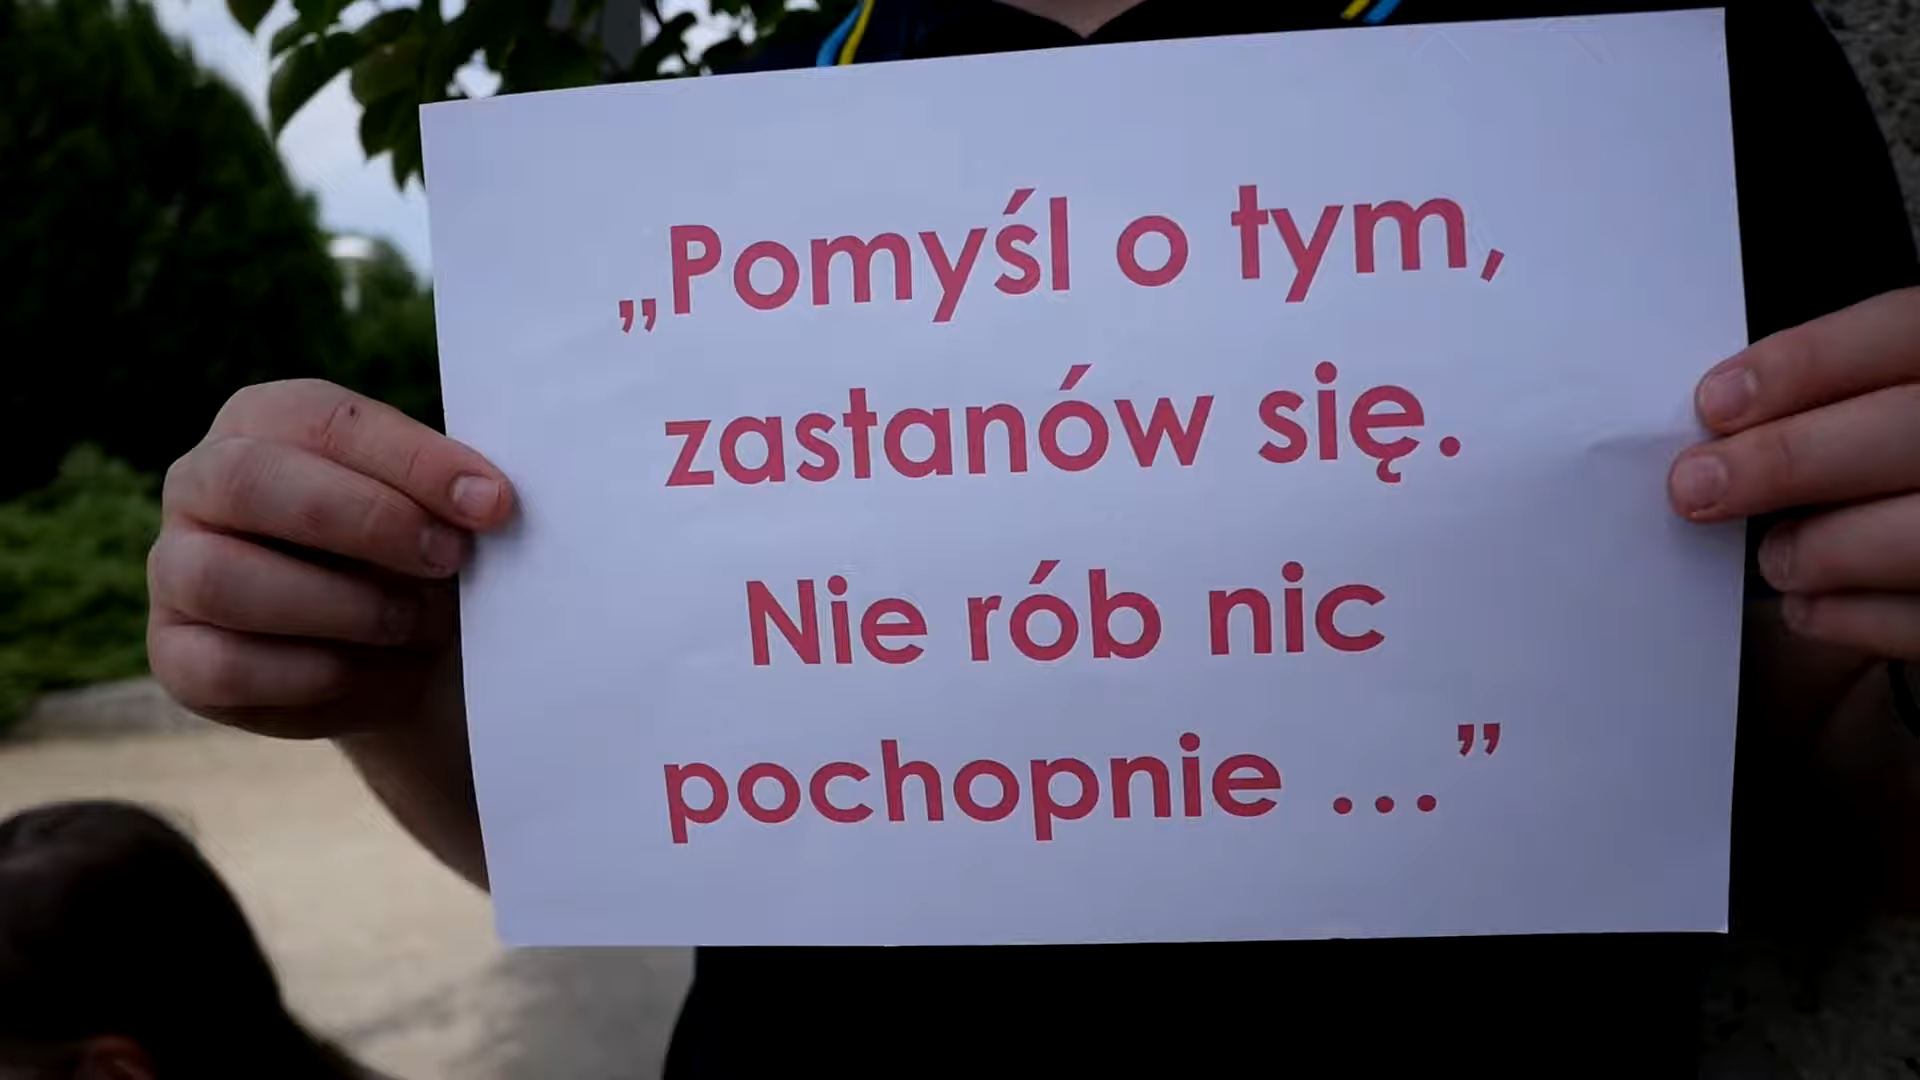 „Pomyśl o tym,
zastanów się.
Nie rób nic
pochopnie ...”